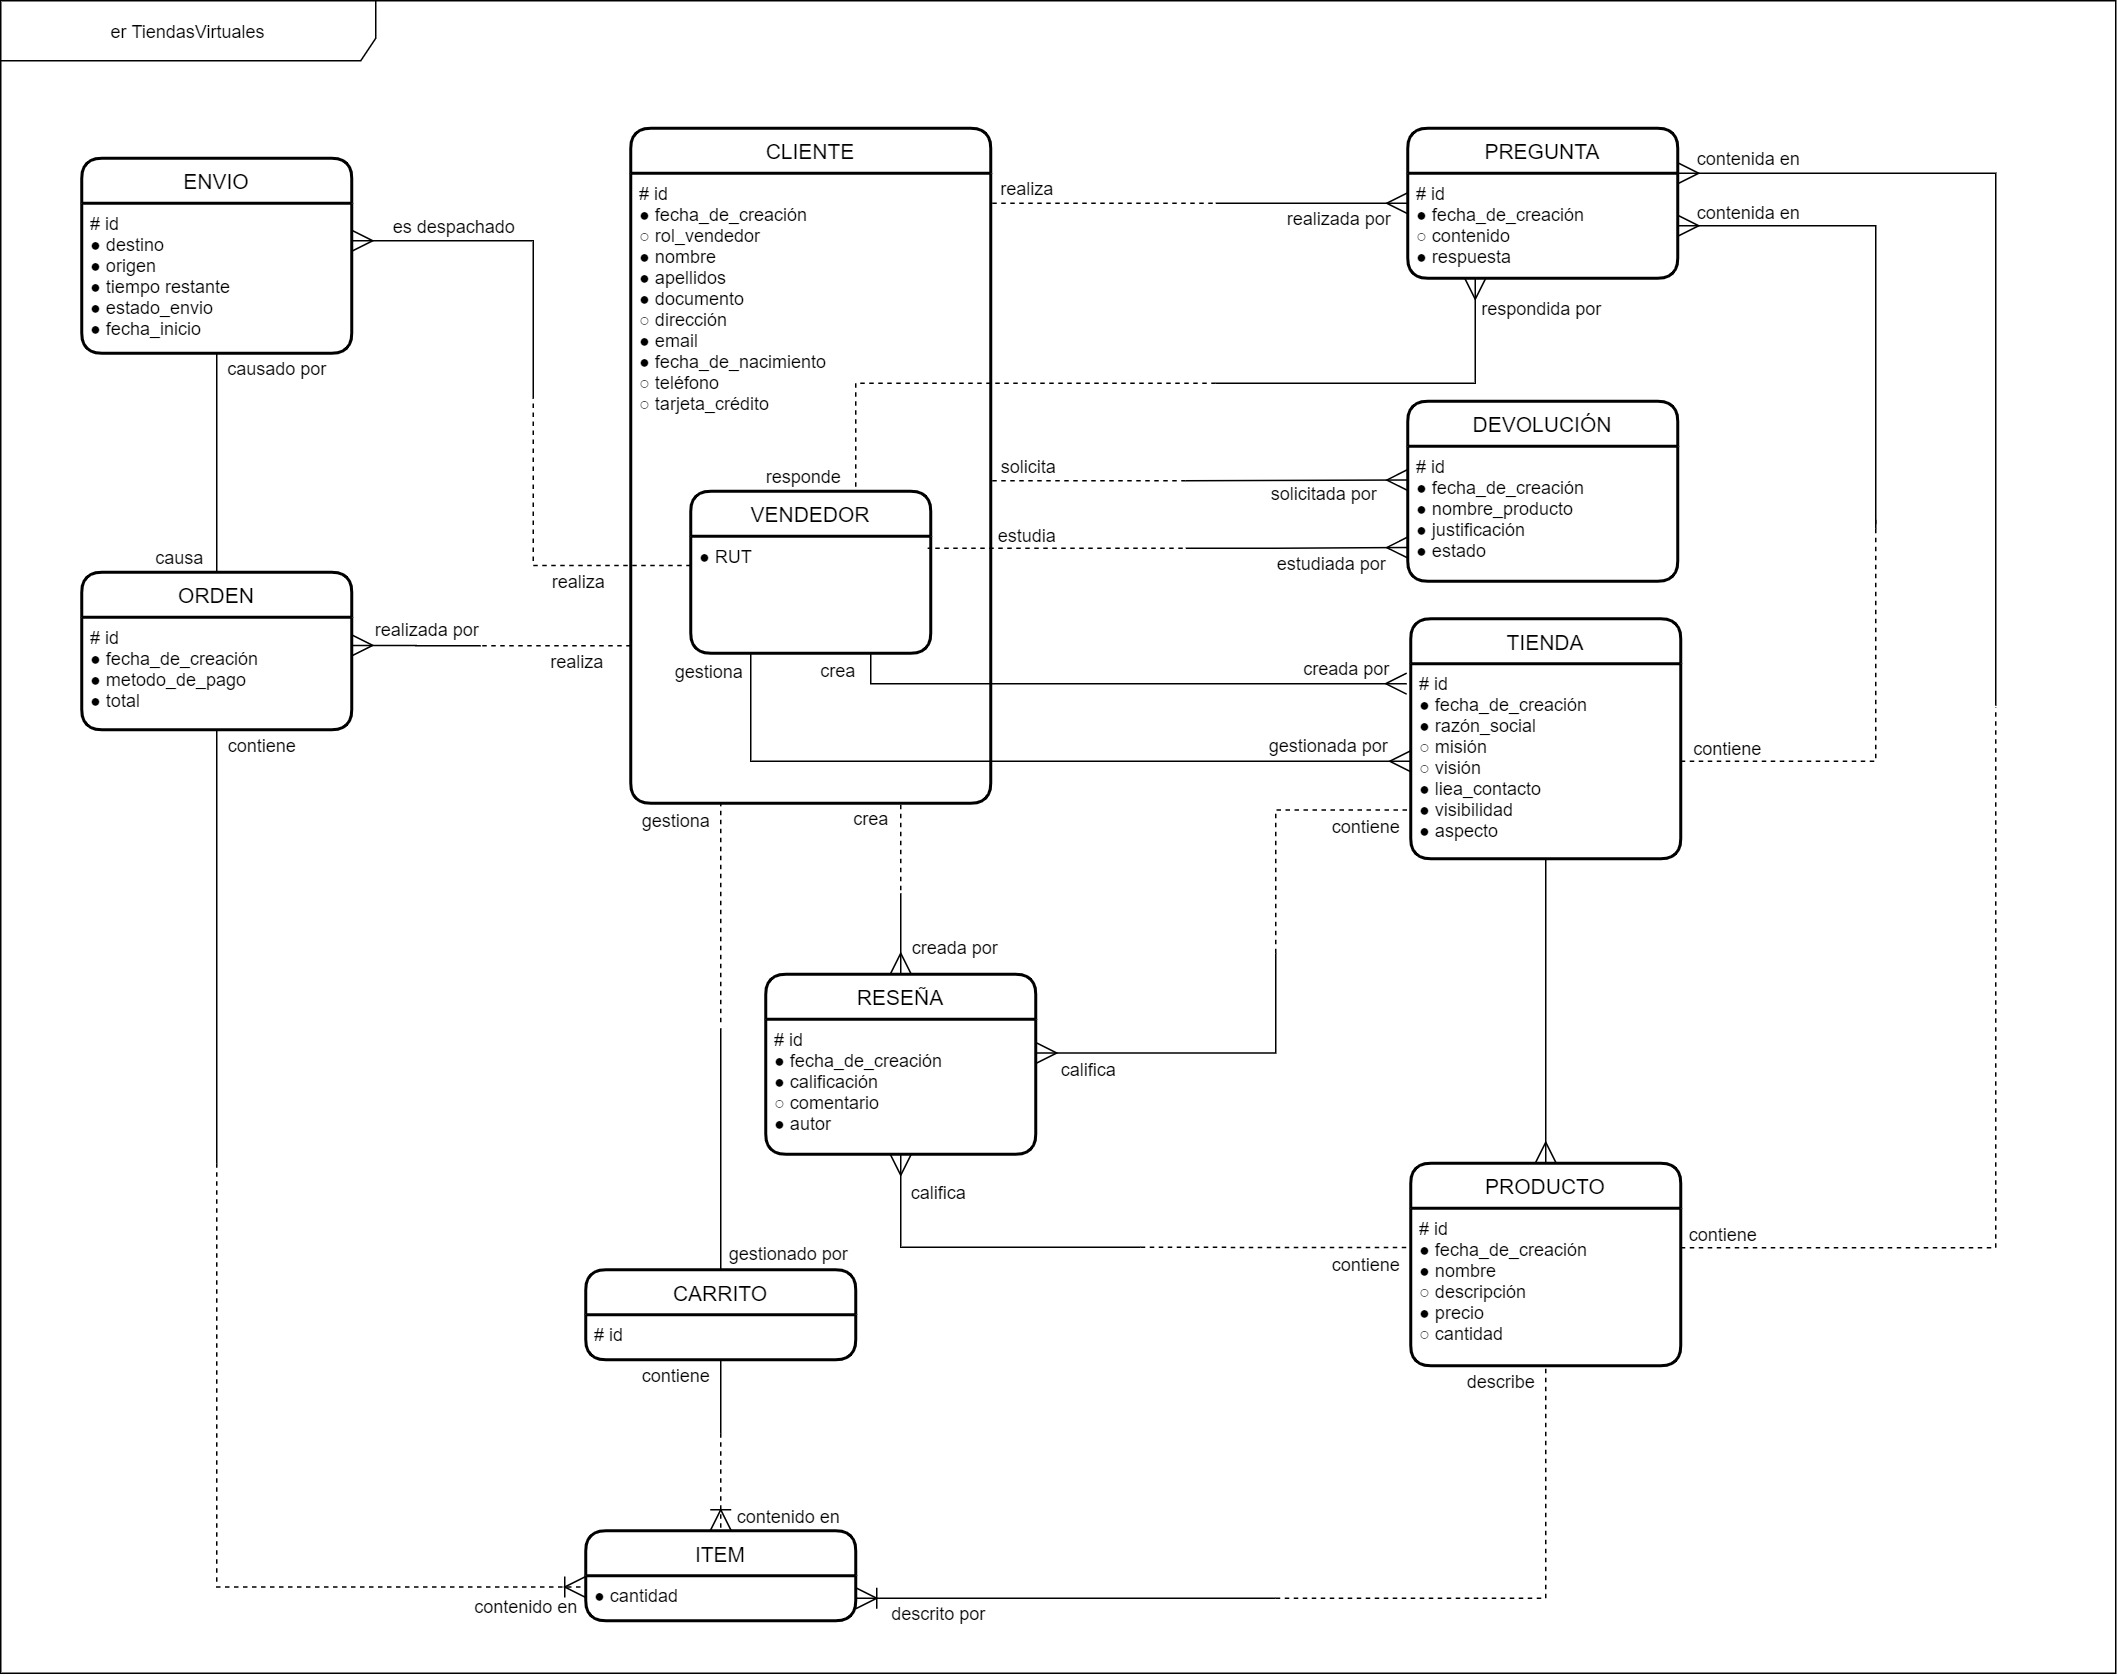 er TiendasVirtuales
ENVIO
# id
● destino
● origen
● tiempo restante
● estado_envio
● fecha_inicio
es despachado
causado por
causa
realiza
ORDEN
# id
● fecha_de_creación
● metodo_de_pago
● total
realizada por
realiza
contiene
CLIENTE
# id
● fecha_de_creación
○ rol_vendedor
● nombre
● apellidos
● documento
○ dirección
● email
● fecha_de_nacimiento
○ teléfono
○ tarjeta_crédito
responde
VENDEDOR
● RUT
gestiona
crea
gestiona
crea
realiza
realizada por
PREGUNTA
# id
● fecha_de_creación
○ contenido
● respuesta
contenida en
contenida en
respondida por
solicita
solicitada por
estudia
estudiada por
DEVOLUCIÓN
# id
● fecha_de_creación
● nombre_producto
● justificación
● estado
creada por
gestionada por
TIENDA
# id
● fecha_de_creación
● razón_social
○ misión
○ visión
● liea_contacto
● visibilidad
● aspecto
contiene
contiene
creada por
RESEÑA
# id
● fecha_de_creación
● calificación
○ comentario
● autor
califica
califica
contiene
PRODUCTO
# id
● fecha_de_creación
● nombre
○ descripción
● precio
○ cantidad
contiene
describe
gestionado por
CARRITO
# id
contiene
contenido en
ITEM
● cantidad
contenido en
descrito por